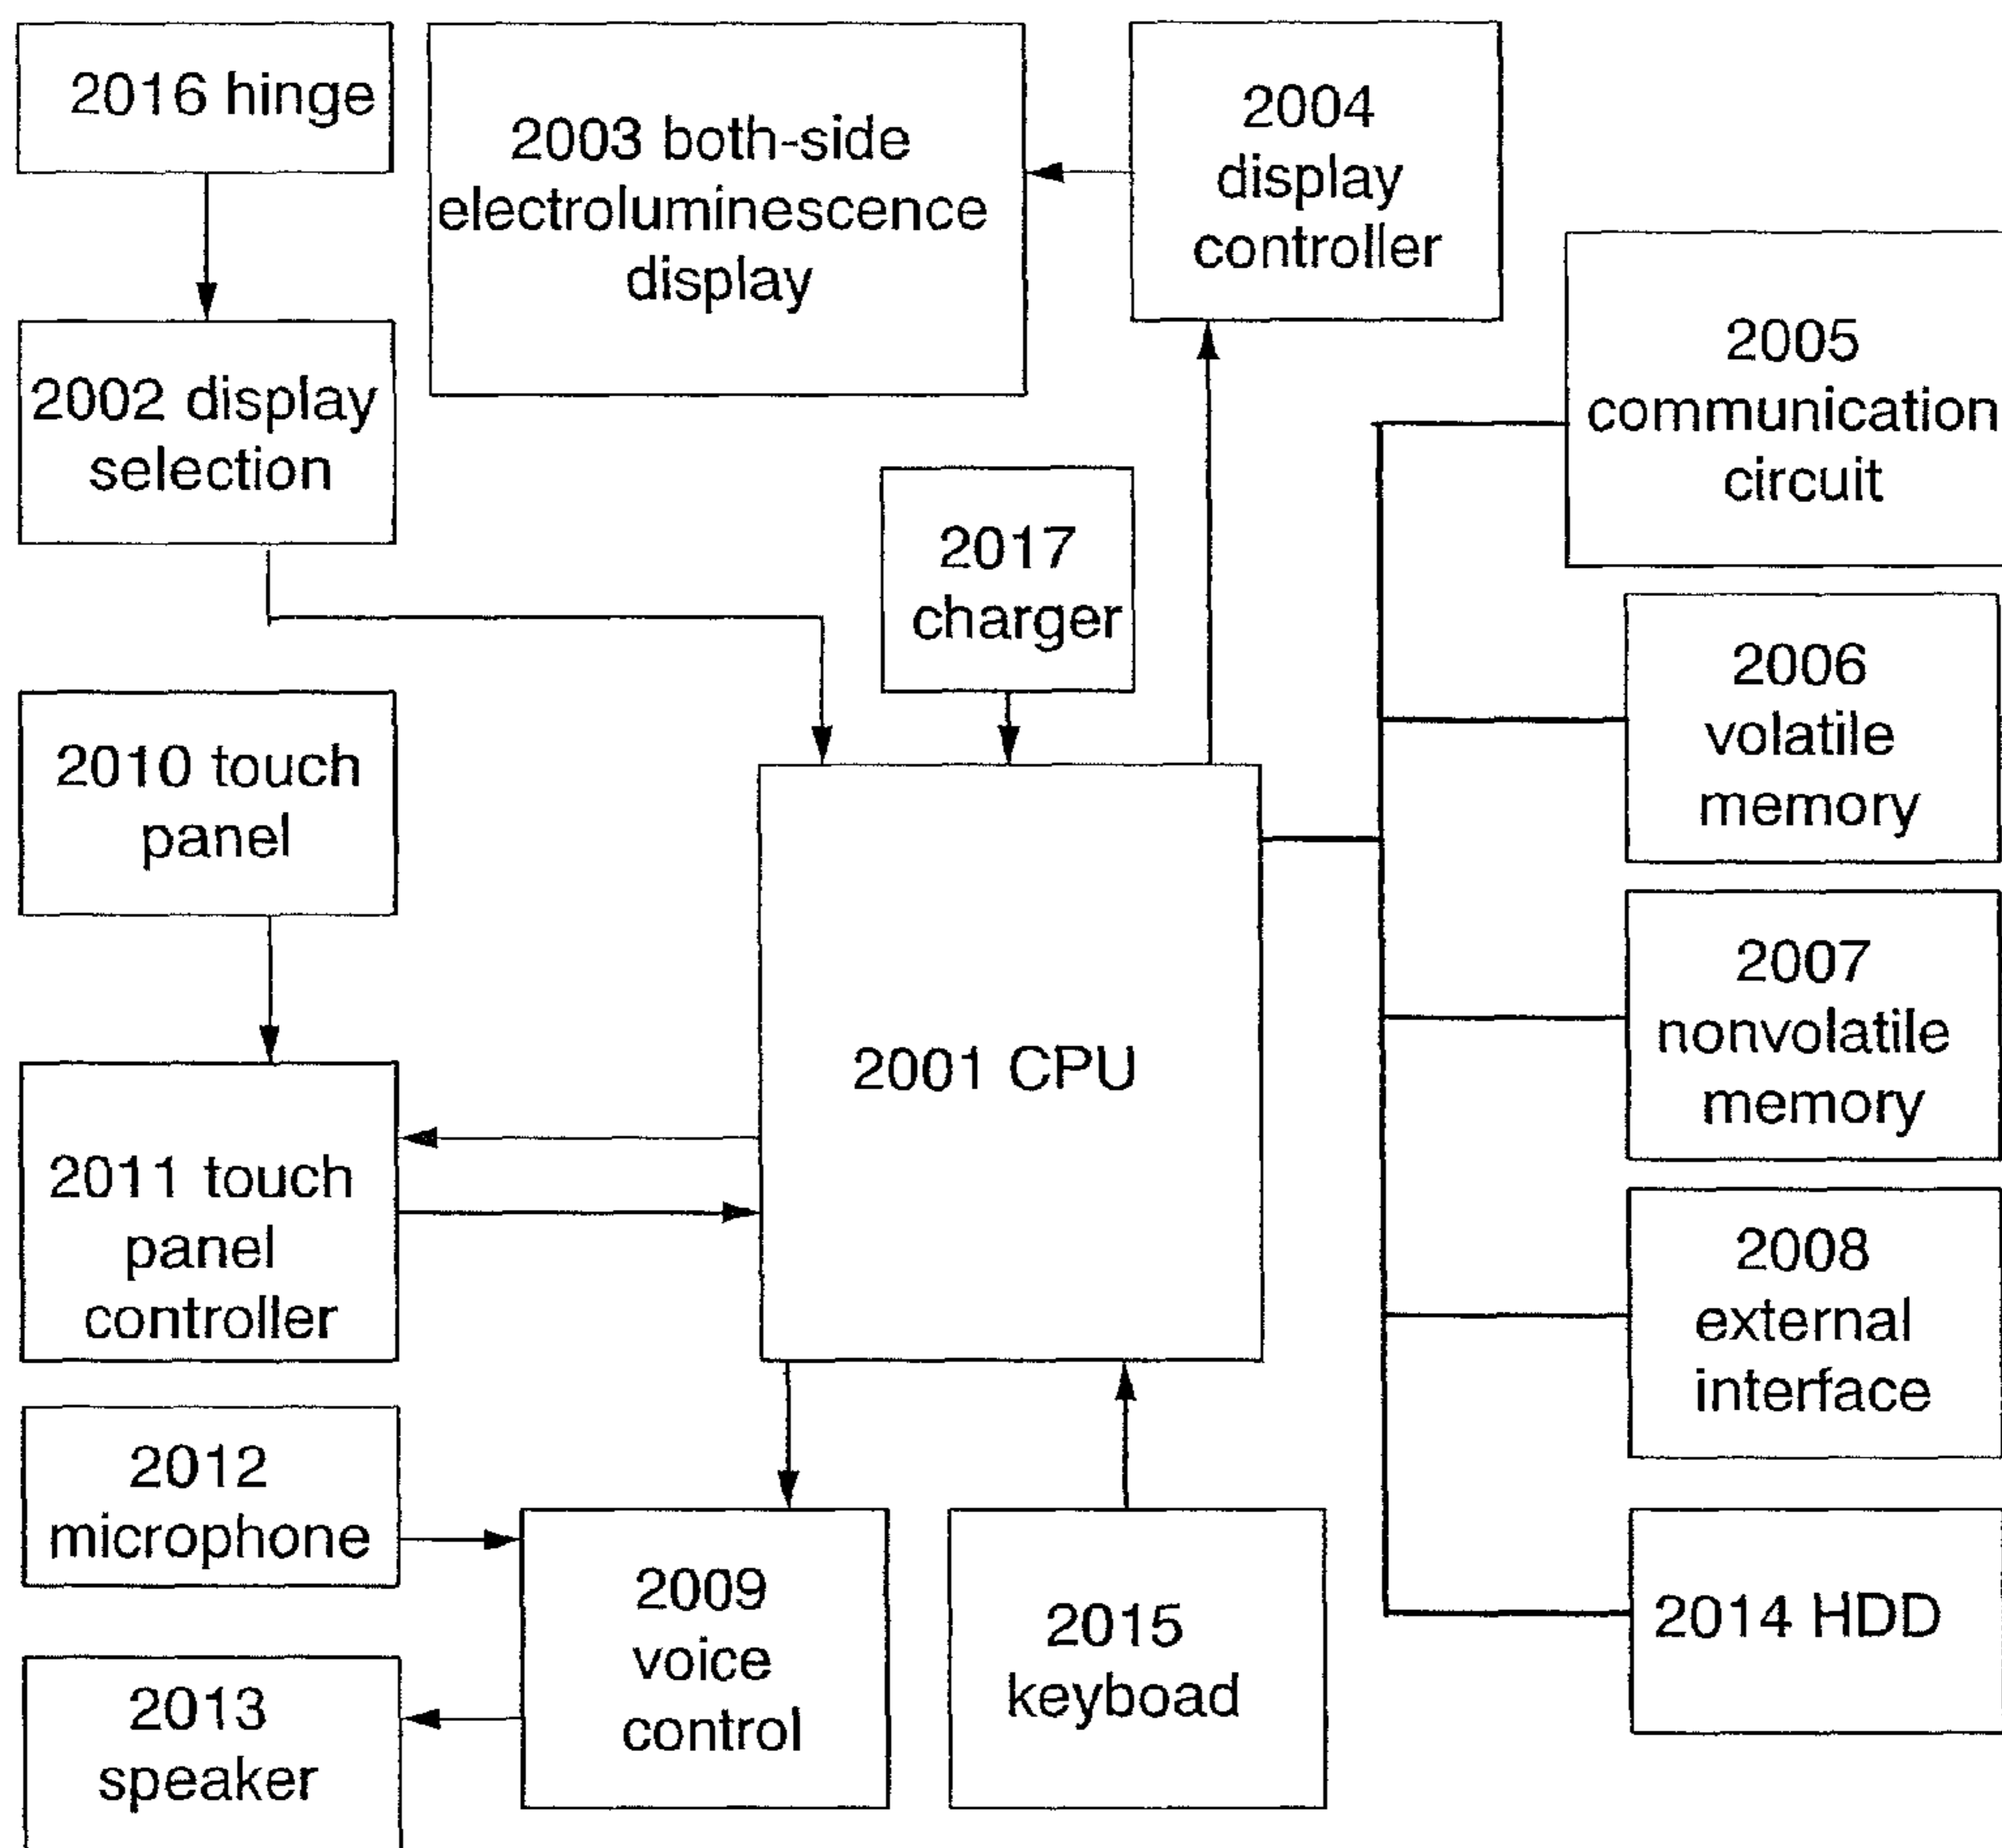 2016 hinge
2003 both-side
electroluminescence
display
2004
display
controller
2002 display
selection
2005
communication
circuit
2017
charger
2006
volatile
memory
2010 touch
panel
2001 CPU
2007
nonvolatile
memory
2011 touch
panel
controller
2008
external
interface
2012
microphone
2009
voice
control
2015
keyboad
2014 HDD
2013
speaker